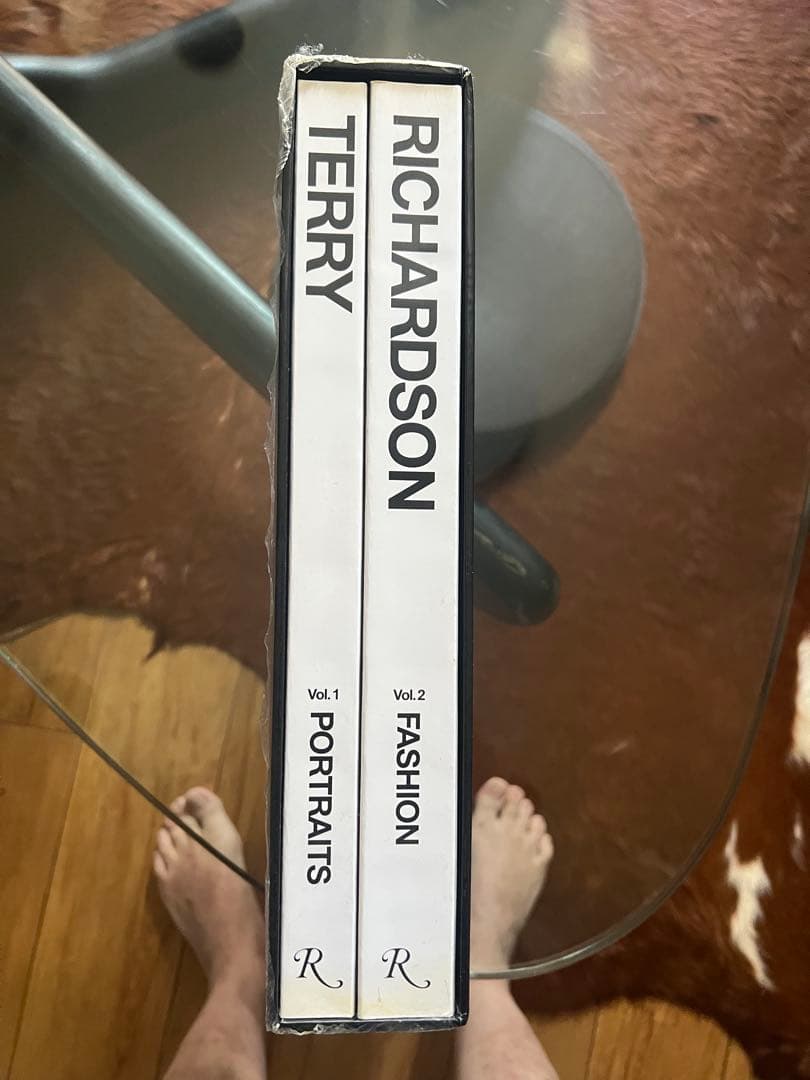 TERRY
Vol. 1
PORTRAITS
R
RICHARDSON
Vol. 2
FASHION
R